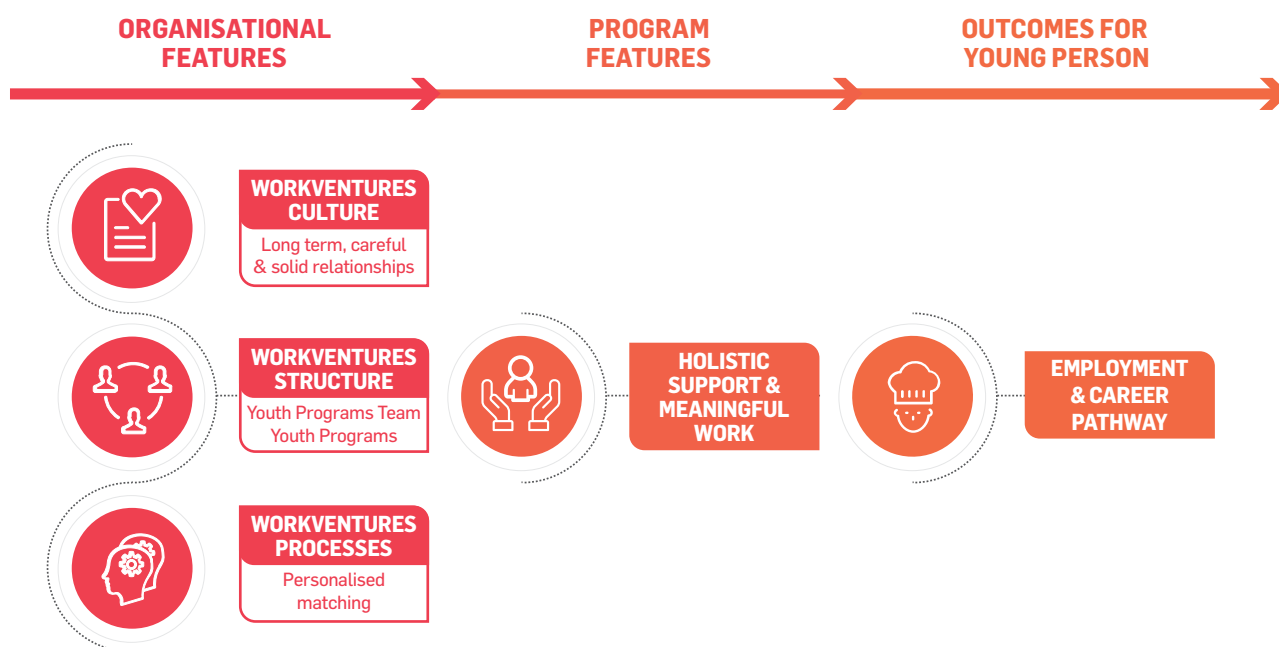 ORGANISATIONAL
FEATURES
PROGRAM
FEATURES
OUTCOMES FOR
YOUNG PERSON
WORKVENTURES
CULTURE
Long term, careful
& solid relationships
WORKVENTURES
STRUCTURE
Youth Programs Team
Youth Programs
HOLISTIC
SUPPORT &
MEANINGFUL
WORK
EMPLOYMENT
& CAREER
PATHWAY
WORKVENTURES
PROCESSES
Personalised
matching